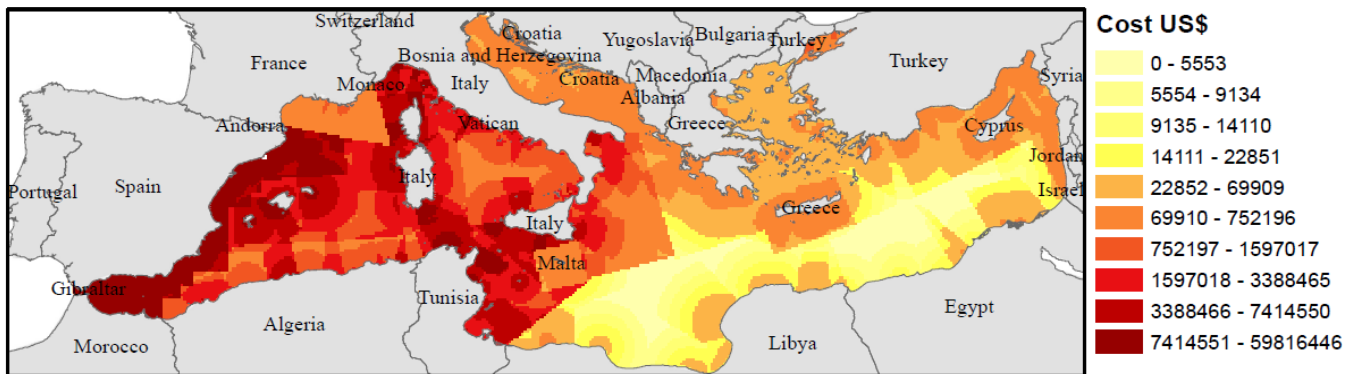 Switzerland
Croatia
Yugoslavia
Bulgaria
Turkey
Bosnia and Herzegovina
France
Italy
Turkey
Monaco
Croatia
Macedonia
Syria
Albania
Andorra
Vatican
Greece
Cyprus
Jordan
Portugal
Spain
Italy
Israel
Greece
Italy
Malta
Gibraltar
Tunisia
Egypt
Algeria
Libya
Morocco
Cost US$
0 - 5553
5554 - 9134
9135 - 14110
14111 - 22851
22852 - 69909
69910 - 752196
752197 - 1597017
1597018 - 3388465
3388466 - 7414550
7414551 - 59816446